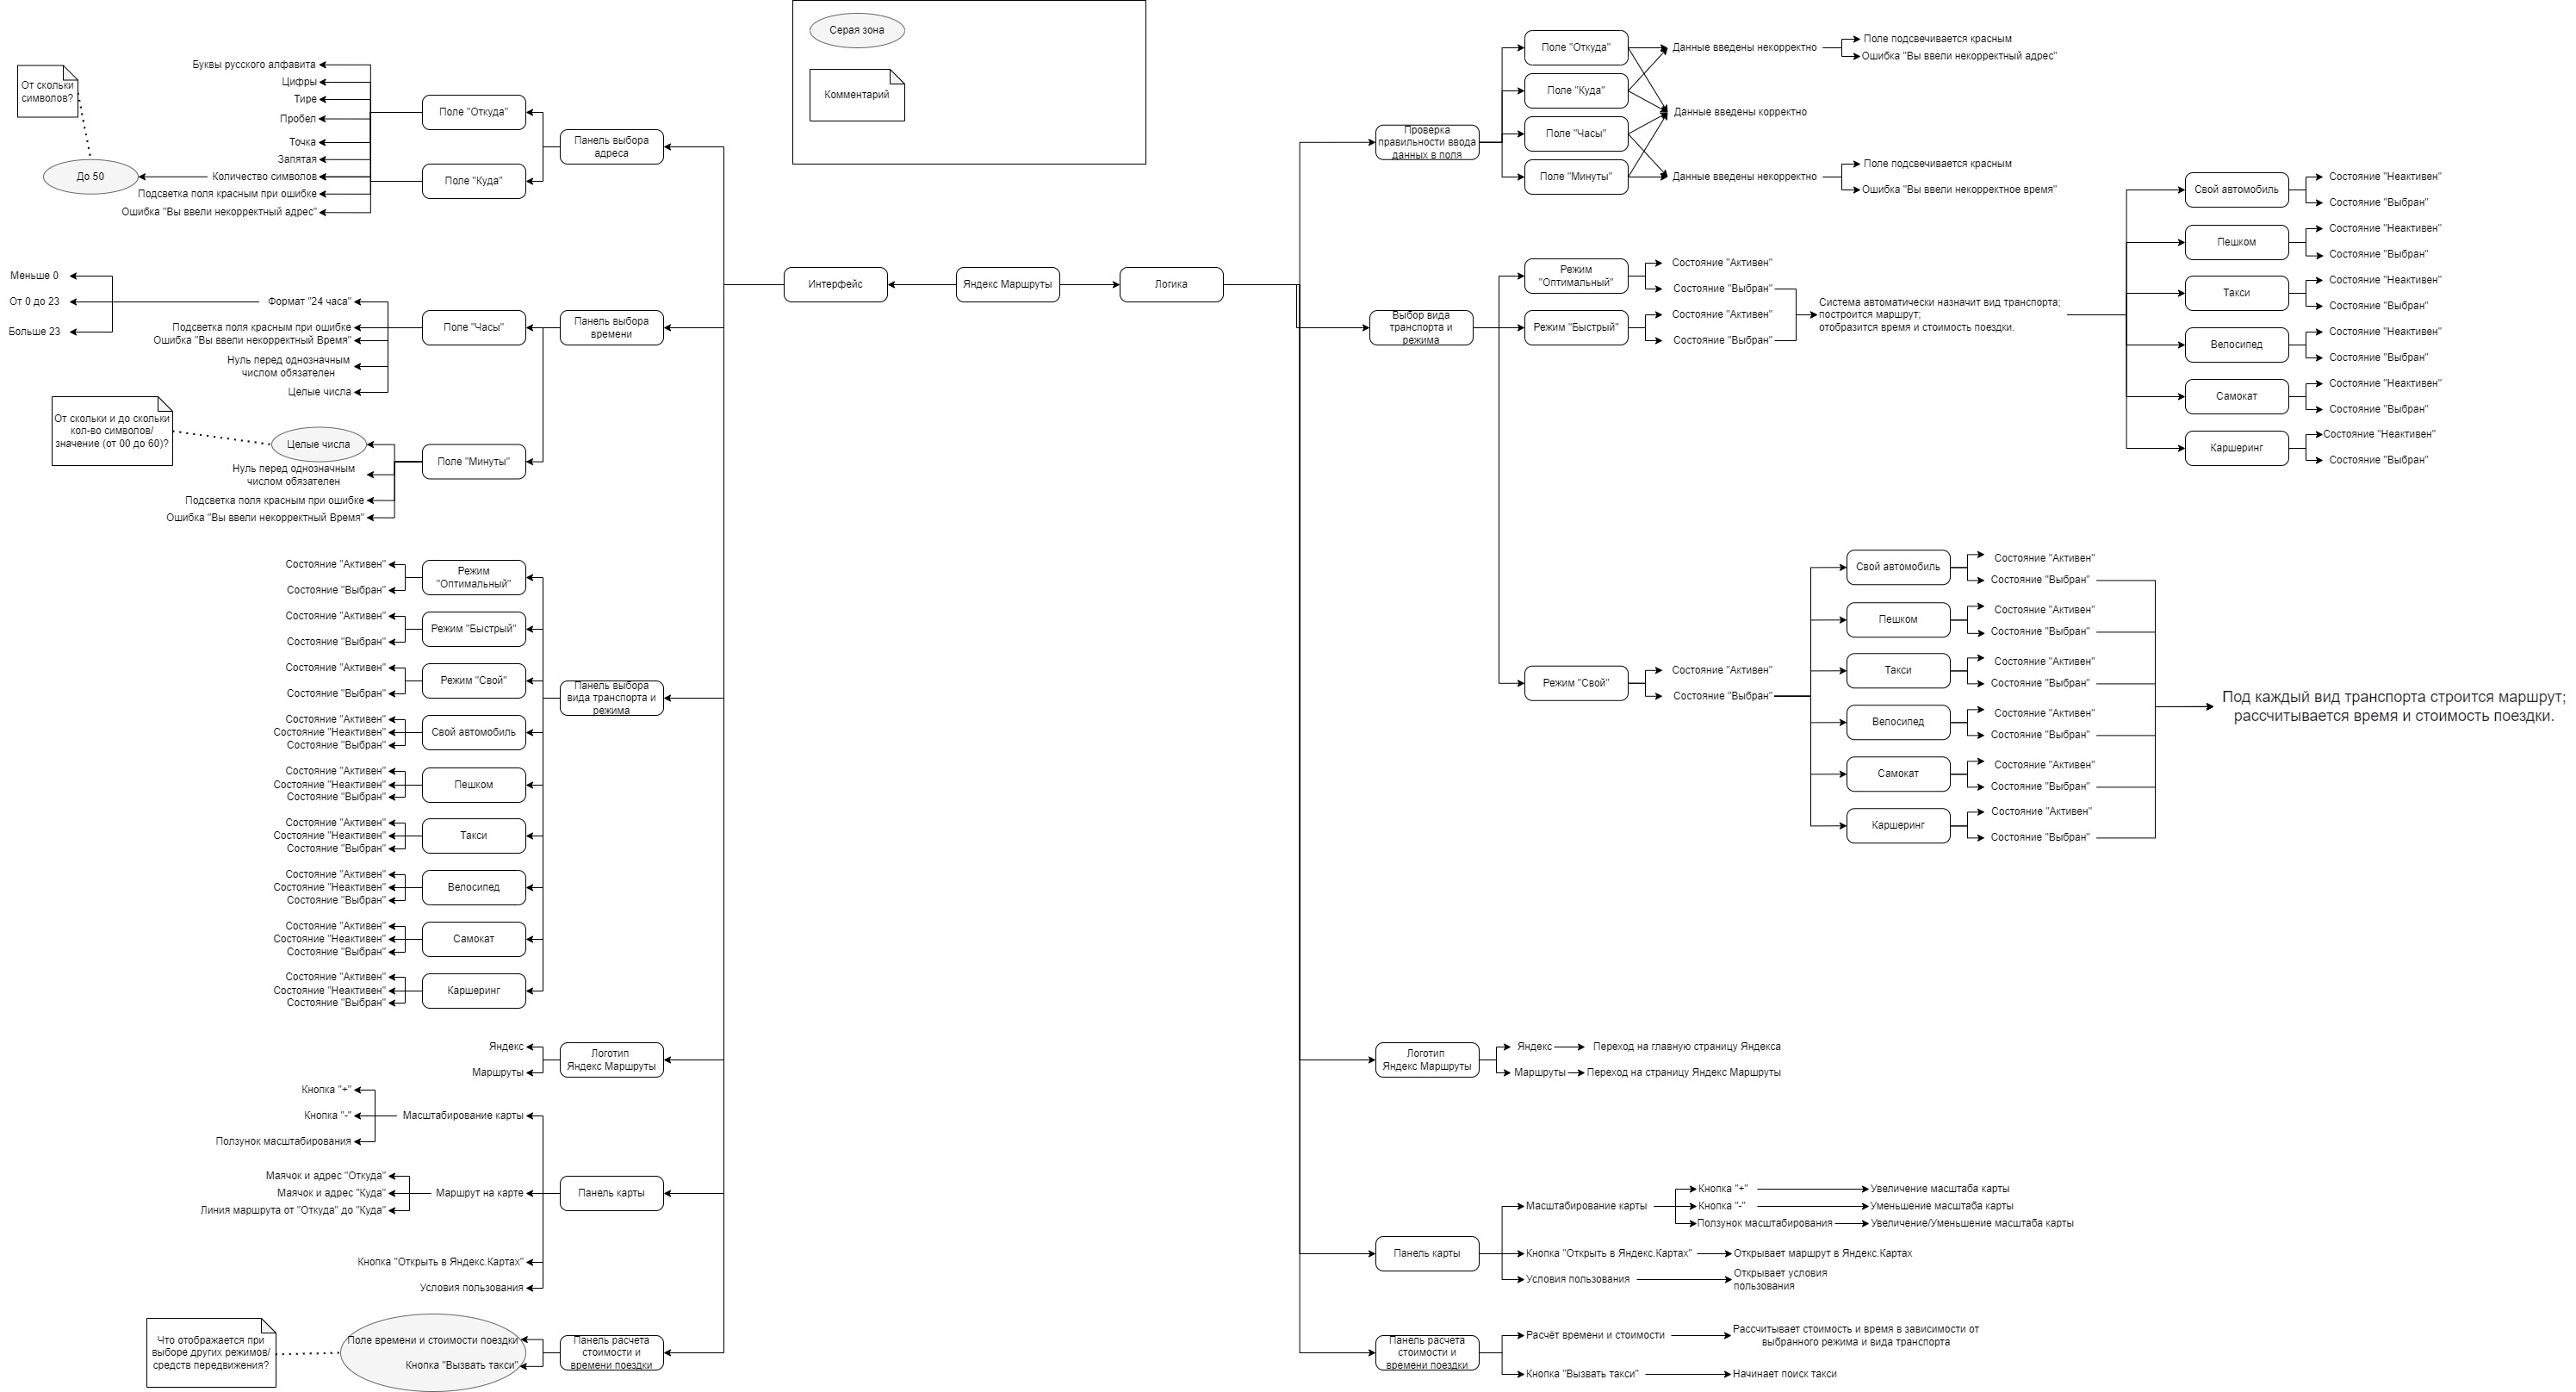 Серая зона
Комментарий
Яндекс Маршруты
Интерфейс
Логика
Панель выбора
адреса
Поле "Откуда"
Поле "Куда"
Буквы русского алфавита
Цифры
Тире
Пробел
Точка
Запятая
Количество символов
До 50
От скольки
символов?
Подсветка поля красным при ошибке
Ошибка "Вы ввели некорректный адрес"
Панель выбора
времени
Поле "Часы"
Формат "24 часа"
Меньше 0
От 0 до 23
Больше 23
Подсветка поля красным при ошибке
Ошибка "Вы ввели некорректный Время"
Нуль перед однозначным
числом обязателен
Целые числа
Поле "Минуты"
Целые числа
От скольки и до скольки
кол-во символов/
значение (от 00 до 60)?
Нуль перед однозначным
числом обязателен
Подсветка поля красным при ошибке
Ошибка "Вы ввели некорректный Время"
Панель выбора
вида транспорта и
режима
Режим
"Оптимальный"
Состояние "Активен"
Состояние "Выбран"
Режим "Быстрый"
Состояние "Активен"
Состояние "Выбран"
Режим "Свой"
Состояние "Активен"
Состояние "Выбран"
Свой автомобиль
Состояние "Активен"
Состояние "Неактивен"
Состояние "Выбран"
Пешком
Состояние "Активен"
Состояние "Неактивен"
Состояние "Выбран"
Такси
Состояние "Активен"
Состояние "Неактивен"
Состояние "Выбран"
Велосипед
Состояние "Активен"
Состояние "Неактивен"
Состояние "Выбран"
Самокат
Состояние "Активен"
Состояние "Неактивен"
Состояние "Выбран"
Каршеринг
Состояние "Активен"
Состояние "Неактивен"
Состояние "Выбран"
Логотип
Яндекс Маршруты
Яндекс
Маршруты
Панель карты
Масштабирование карты
Кнопка "+"
Кнопка "-"
Ползунок масштабирования
Маршрут на карте
Маячок и адрес "Откуда"
Маячок и адрес "Куда"
Линия маршрута от "Откуда" до "Куда"
Кнопка "Открыть в Яндекс.Картах"
Условия пользования
Панель расчета
стоимости и
времени поездки
Поле времени и стоимости поездки
Кнопка "Вызвать такси"
Что отображается при
выборе других режимов/
средств передвижения?
Проверка
правильности ввода
данных в поля
Поле "Откуда"
Поле "Куда"
Поле "Часы"
Поле "Минуты"
Данные введены некорректно
Поле подсвечивается красным
Ошибка "Вы ввели некорректный адрес"
Данные введены корректно
Данные введены некорректно
Поле подсвечивается красным
Ошибка "Вы ввели некорректное время"
Выбор вида
транспорта и
режима
Режим
"Оптимальный"
Состояние "Активен"
Состояние "Выбран"
Режим "Быстрый"
Состояние "Активен"
Состояние "Выбран"
Система автоматически назначит вид транспорта;
построится маршрут;
отобразится время и стоимость поездки.
Свой автомобиль
Состояние "Неактивен"
Состояние "Выбран"
Пешком
Состояние "Неактивен"
Состояние "Выбран"
Такси
Состояние "Неактивен"
Состояние "Выбран"
Велосипед
Состояние "Неактивен"
Состояние "Выбран"
Самокат
Состояние "Неактивен"
Состояние "Выбран"
Каршеринг
Состояние "Неактивен"
Состояние "Выбран"
Режим "Свой"
Состояние "Активен"
Состояние "Выбран"
Свой автомобиль
Состояние "Активен"
Состояние "Выбран"
Пешком
Состояние "Активен"
Состояние "Выбран"
Такси
Состояние "Активен"
Состояние "Выбран"
Велосипед
Состояние "Активен"
Состояние "Выбран"
Самокат
Состояние "Активен"
Состояние "Выбран"
Каршеринг
Состояние "Активен"
Состояние "Выбран"
Под каждый вид транспорта строится маршрут;
рассчитывается время и стоимость поездки.
Логотип
Яндекс Маршруты
Яндекс
Переход на главную страницу Яндекса
Маршруты
Переход на страницу Яндекс Маршруты
Панель карты
Масштабирование карты
Кнопка "+"
Увеличение масштаба карты
Кнопка "-"
Уменьшение масштаба карты
Ползунок масштабирования
Увеличение/Уменьшение масштаба карты
Кнопка "Открыть в Яндекс.Картах"
Открывает маршрут в Яндекс.Картах
Условия пользования
Открывает условия
пользования
Панель расчета
стоимости и
времени поездки
Расчёт времени и стоимости
Рассчитывает стоимость и время в зависимости от
выбранного режима и вида транспорта
Кнопка "Вызвать такси"
Начинает поиск такси